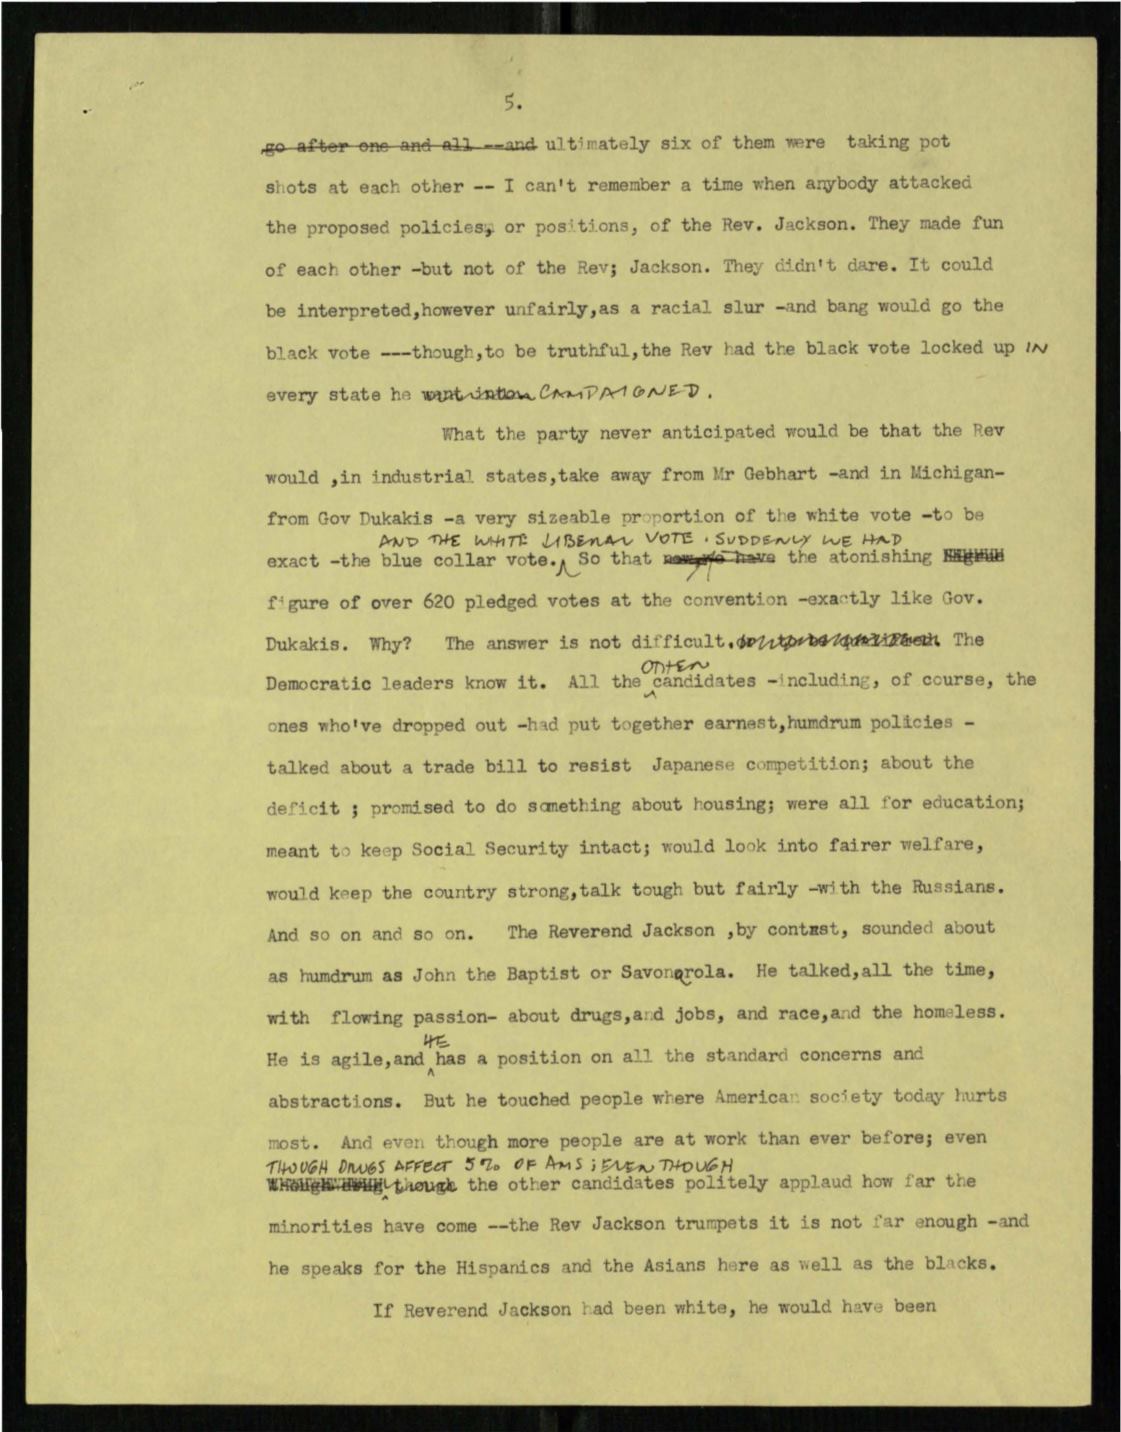 5.
go after one and all --and ultimately six of them were taking pot
shots at each other -- I can't remember a time when anybody attacked
the proposed policies, or positions, of the Rev. Jackson. They made fun
of each other -but not of the Rev; Jackson. They didn't dare. It could
be interpreted,however unfairly,as a racial slur -and bang would go the
black vote ---though,to be truthful,the Rev had the black vote locked up IN
every state he went into CAMPAIGNED.
What the party never anticipated would be that the Rev
would ,in industrial states,take away from Mr Gebhart -and in Michigan-
from Gov Dukakis -a very sizeable proportion of the white vote -to be
AND THE WHITE LIBERAL VOTE. SUDDENLY WE HAD
exact -the blue collar vote. So that now we have the atonishing
figure of over 620 pledged votes at the convention -exactly like Gov.
Dukakis. Why? The answer is not difficult. The
OTHER
Democratic leaders know it. All the candidates -including, of course, the
ones who've dropped out -had put together earnest,humdrum policies -
talked about a trade bill to resist Japanese competition; about the
deficit ; promised to do something about housing; were all for education;
meant to keep Social Security intact; would look into fairer welfare,
would keep the country strong,talk tough but fairly -with the Russians.
And so on and so on. The Reverend Jackson ,by contrast, sounded about
as humdrum as John the Baptist or Savonarola. He talked,all the time,
with flowing passion- about drugs,and jobs, and race,and the homeless.
HE
He is agile,and has a position on all the standard concerns and
abstractions. But he touched people where American society today hurts
most. And even though more people are at work than ever before; even
THOUGH DRUGS AFFECT 5% OF AMS; EVEN THOUGH
though the other candidates politely applaud how far the
minorities have come --the Rev Jackson trumpets it is not far enough -and
he speaks for the Hispanics and the Asians here as well as the blacks.
If Reverend Jackson had been white, he would have been